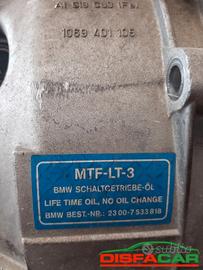 1069 401 106
MTF-LT-3
BMW SCHALTGETRIEBE-ÖL
LIFE TIME OIL, NO OIL CHANGE
BMW BEST.-NR.: 23 00-7 533 818
subito
DISFACAR